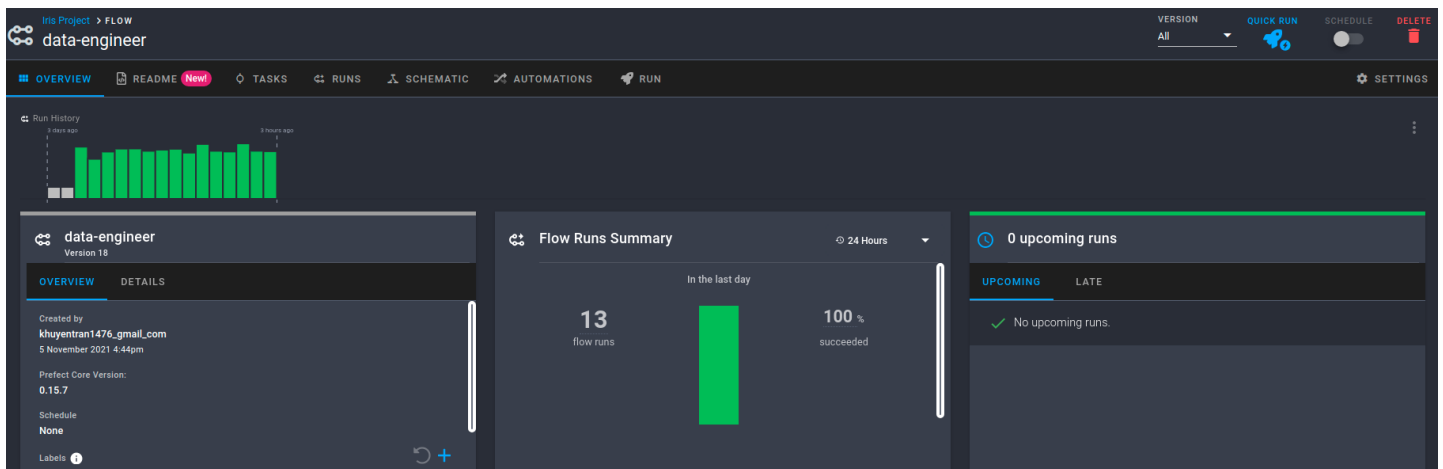 Iris Project > FLOW
data-engineer
VERSION
All
QUICK RUN
SCHEDULE
DELETE
OVERVIEW
README New!
TASKS
RUNS
SCHEMATIC
AUTOMATIONS
RUN
SETTINGS
Run History
3 days ago
3 hours ago
data-engineer
Version 18
OVERVIEW
DETAILS
Created by
khuyentran1476_gmail_com
5 November 2021 4:44pm
Prefect Core Version:
0.15.7
Schedule
None
Labels
Flow Runs Summary
24 Hours
In the last day
13
flow runs
100 %
succeeded
0 upcoming runs
UPCOMING
LATE
No upcoming runs.